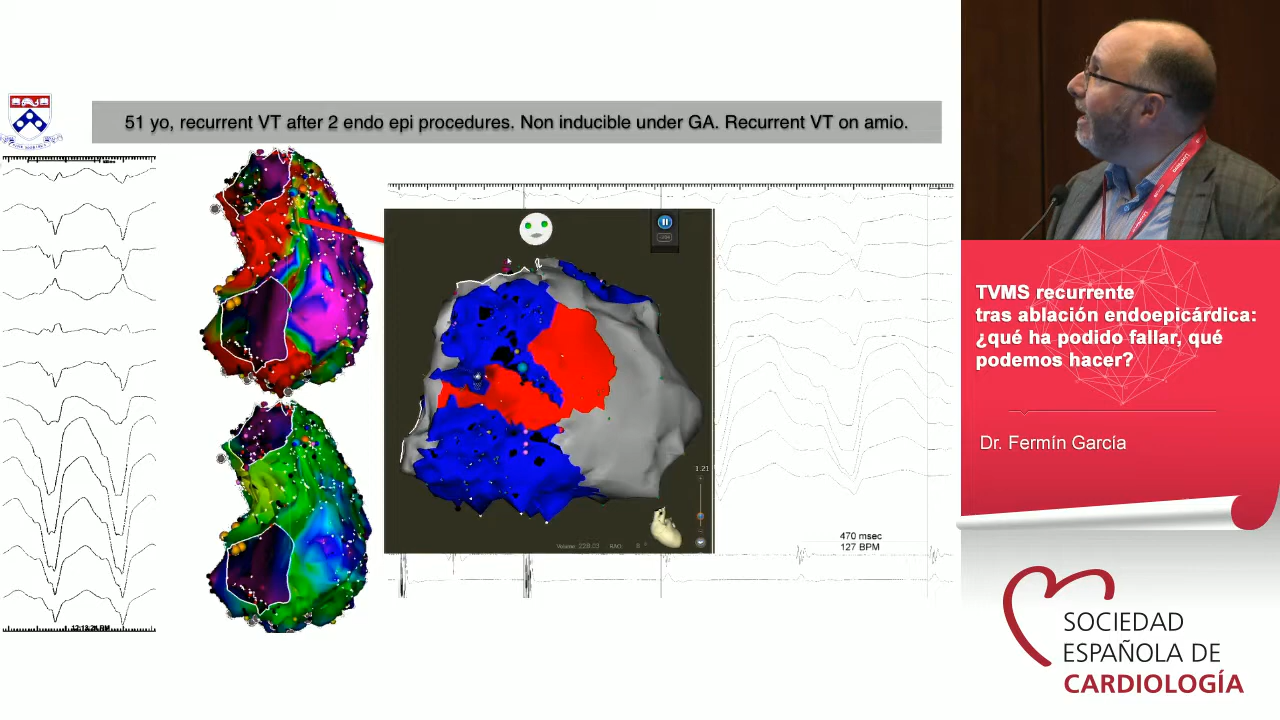 51 yo, recurrent VT after 2 endo epi procedures. Non inducible under GA. Recurrent VT on amio.
1.21
470 msec
127 BPM
TVMS recurrente
tras ablación endoepicárdica:
¿qué ha podido fallar, qué
podemos hacer?
Dr. Fermín García
SOCIEDAD
ESPAÑOLA DE
CARDIOLOGÍA